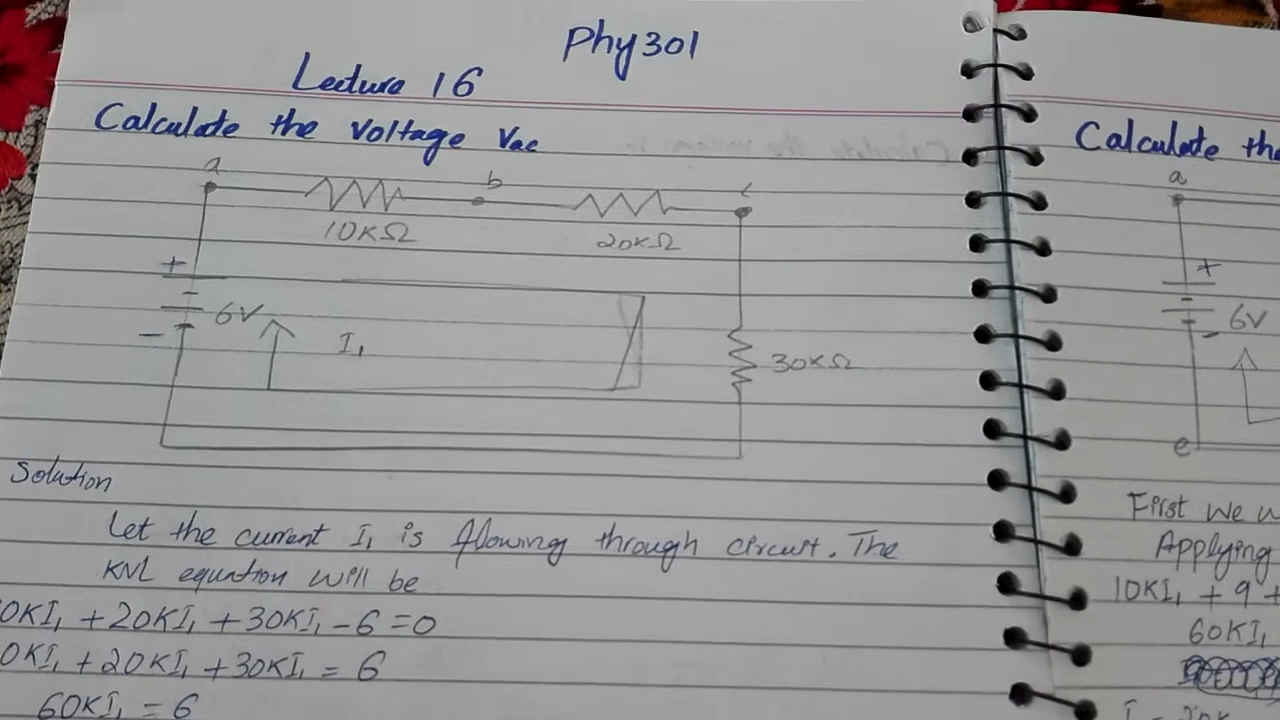 Phy301
Lecture 16
Calculate the Voltage Vac
a
b
c
10KΩ
20KΩ
+
6V
-
I₁
30KΩ
Solution
Let the current I₁ is flowing through circuit. The
KVL equation will be
0KI₁ + 20KI₁ + 30KI₁ - 6 = 0
0KI₁ + 20KI₁ + 30KI₁ = 6
60KI₁ = 6
Calculate the
a
+
6V
-
e
First we
Applying
10KI₁ + 9 +
60KI₁